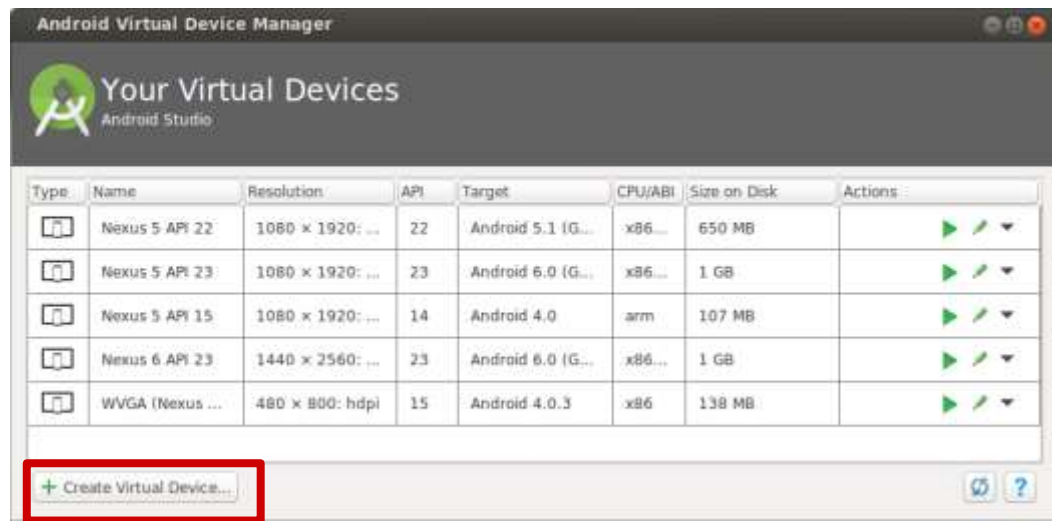 Android Virtual Device Manager
Your Virtual Devices
Android Studio
Type Name Resolution API Target CPU/ABI Size on Disk Actions
Nexus 5 API 22 1080 × 1920: ... 22 Android 5.1 (G... x86... 650 MB
Nexus 5 API 23 1080 × 1920: ... 23 Android 6.0 (G... x86... 1 GB
Nexus 5 API 15 1080 × 1920: ... 14 Android 4.0 arm 107 MB
Nexus 6 API 23 1440 × 2560: ... 23 Android 6.0 (G... x86... 1 GB
WVGA (Nexus ... 480 × 800: hdpi 15 Android 4.0.3 x86 138 MB
+ Create Virtual Device... ?